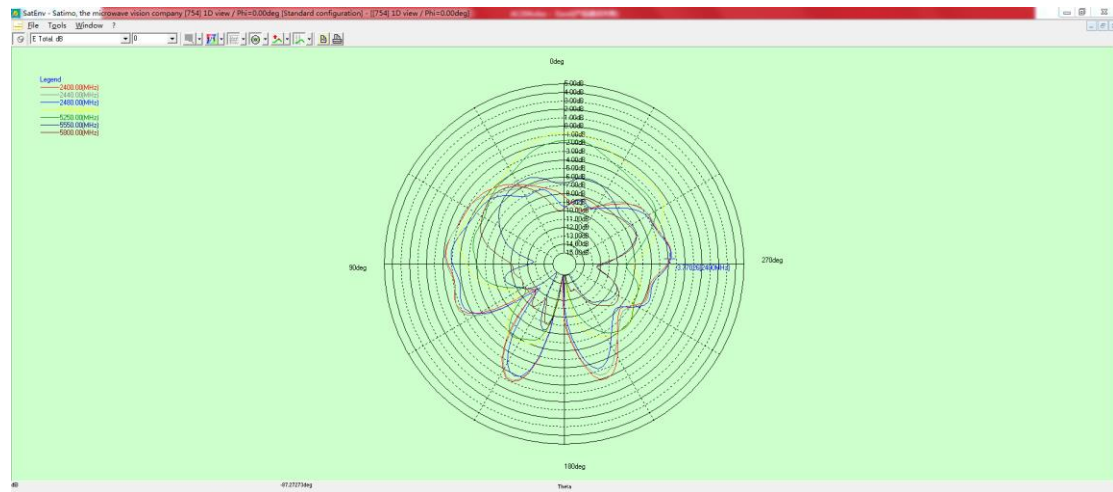 SatEnv - Satimo, the microwave vision company [754] 1D view / Phi=0.00deg [Standard configuration] - [[754] 1D view / Phi=0.00deg]
File Tools Window ?
E Total dB 0
0deg
Legend
2400.00(MHz)
2440.00(MHz)
2480.00(MHz)
5250.00(MHz)
5550.00(MHz)
5800.00(MHz)
5.00dB
4.00dB
3.00dB
2.00dB
1.00dB
0.00dB
-1.00dB
-2.00dB
-3.00dB
-4.00dB
-5.00dB
-6.00dB
-7.00dB
-8.00dB
-9.00dB
-10.00dB
-11.00dB
-12.00dB
-13.00dB
-14.00dB
-15.00dB
90deg
270deg
180deg
dB -87.27273deg Theta